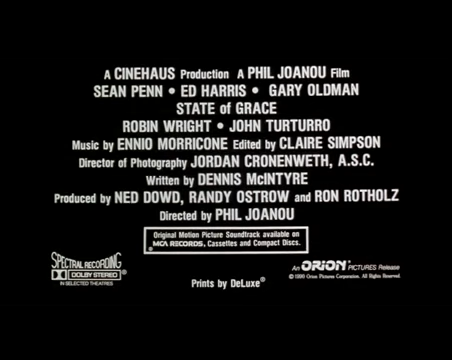 A CINEHAUS Production A PHIL JOANOU Film
SEAN PENN • ED HARRIS • GARY OLDMAN
STATE of GRACE
ROBIN WRIGHT • JOHN TURTURRO
Music by ENNIO MORRICONE Edited by CLAIRE SIMPSON
Director of Photography JORDAN CRONENWETH, A.S.C.
Written by DENNIS McINTYRE
Produced by NED DOWD, RANDY OSTROW and RON ROTHOLZ
Directed by PHIL JOANOU
Original Motion Picture Soundtrack available on
MCA RECORDS, Cassettes and Compact Discs.
SPECTRAL RECORDING
DOLBY STEREO®
IN SELECTED THEATRES
Prints by DeLuxe®
An ORION® PICTURES Release
© 1990 Orion Pictures Corporation. All Rights Reserved.